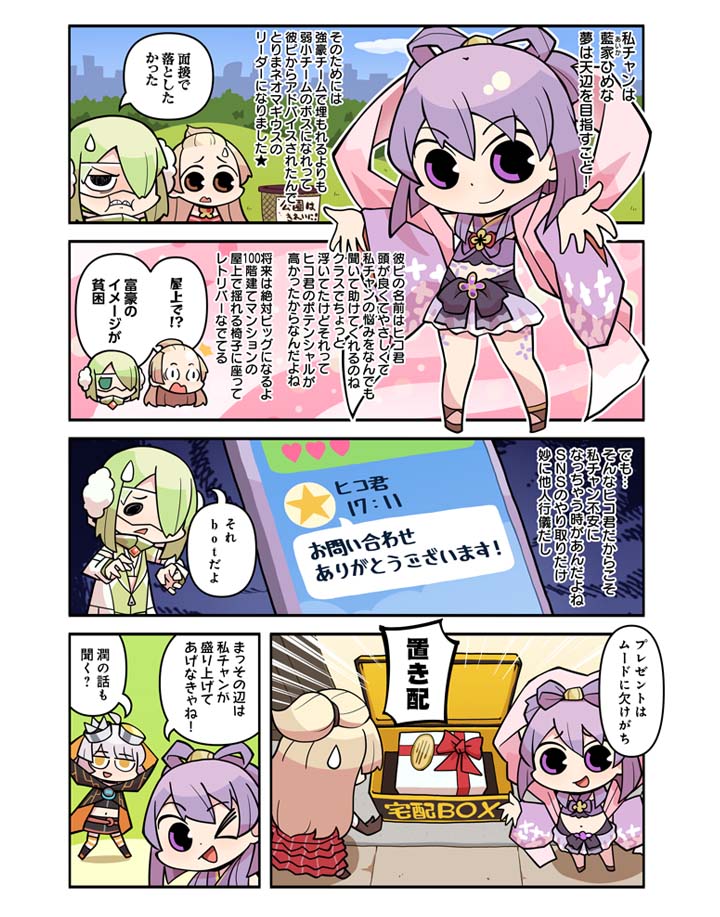 私チャンは
藍家ひめな
あいか
夢は天辺を目指すこと!
そのためには
強豪チームで埋もれるよりも
弱小チームのボスになれって
彼ピからアドバイスされたんで
とりまネオマギウスの
リーダーになりました★
面接で
落とした
かった
公園は
きれいに!
彼ピの名前はヒコ君
頭が良くてやさしくて
私チャンの悩みをなんでも
聞いて助けてくれるのね
クラスでちょっと
浮いてたけどそれって
ヒコ君のポテンシャルが
高かったからなんだよね
将来は絶対ビッグになるよ
100階建てマンションの
屋上で揺れる椅子に座って
レトリバーなでてる
屋上で!?
富豪の
イメージが
貧困
でも…
そんなヒコ君だからこそ
私チャン不安に
なっちゃう時があんだよね
SNSのやり取りだけ
妙に他人行儀だし
ヒコ君
17:11
お問い合わせ
ありがとうございます!
それ
botだよ
プレゼントは
ムードに欠けがち
置き配
宅配BOX
まっその辺は
私チャンが
盛り上げて
あげなきゃね!
潤の話も
聞く?